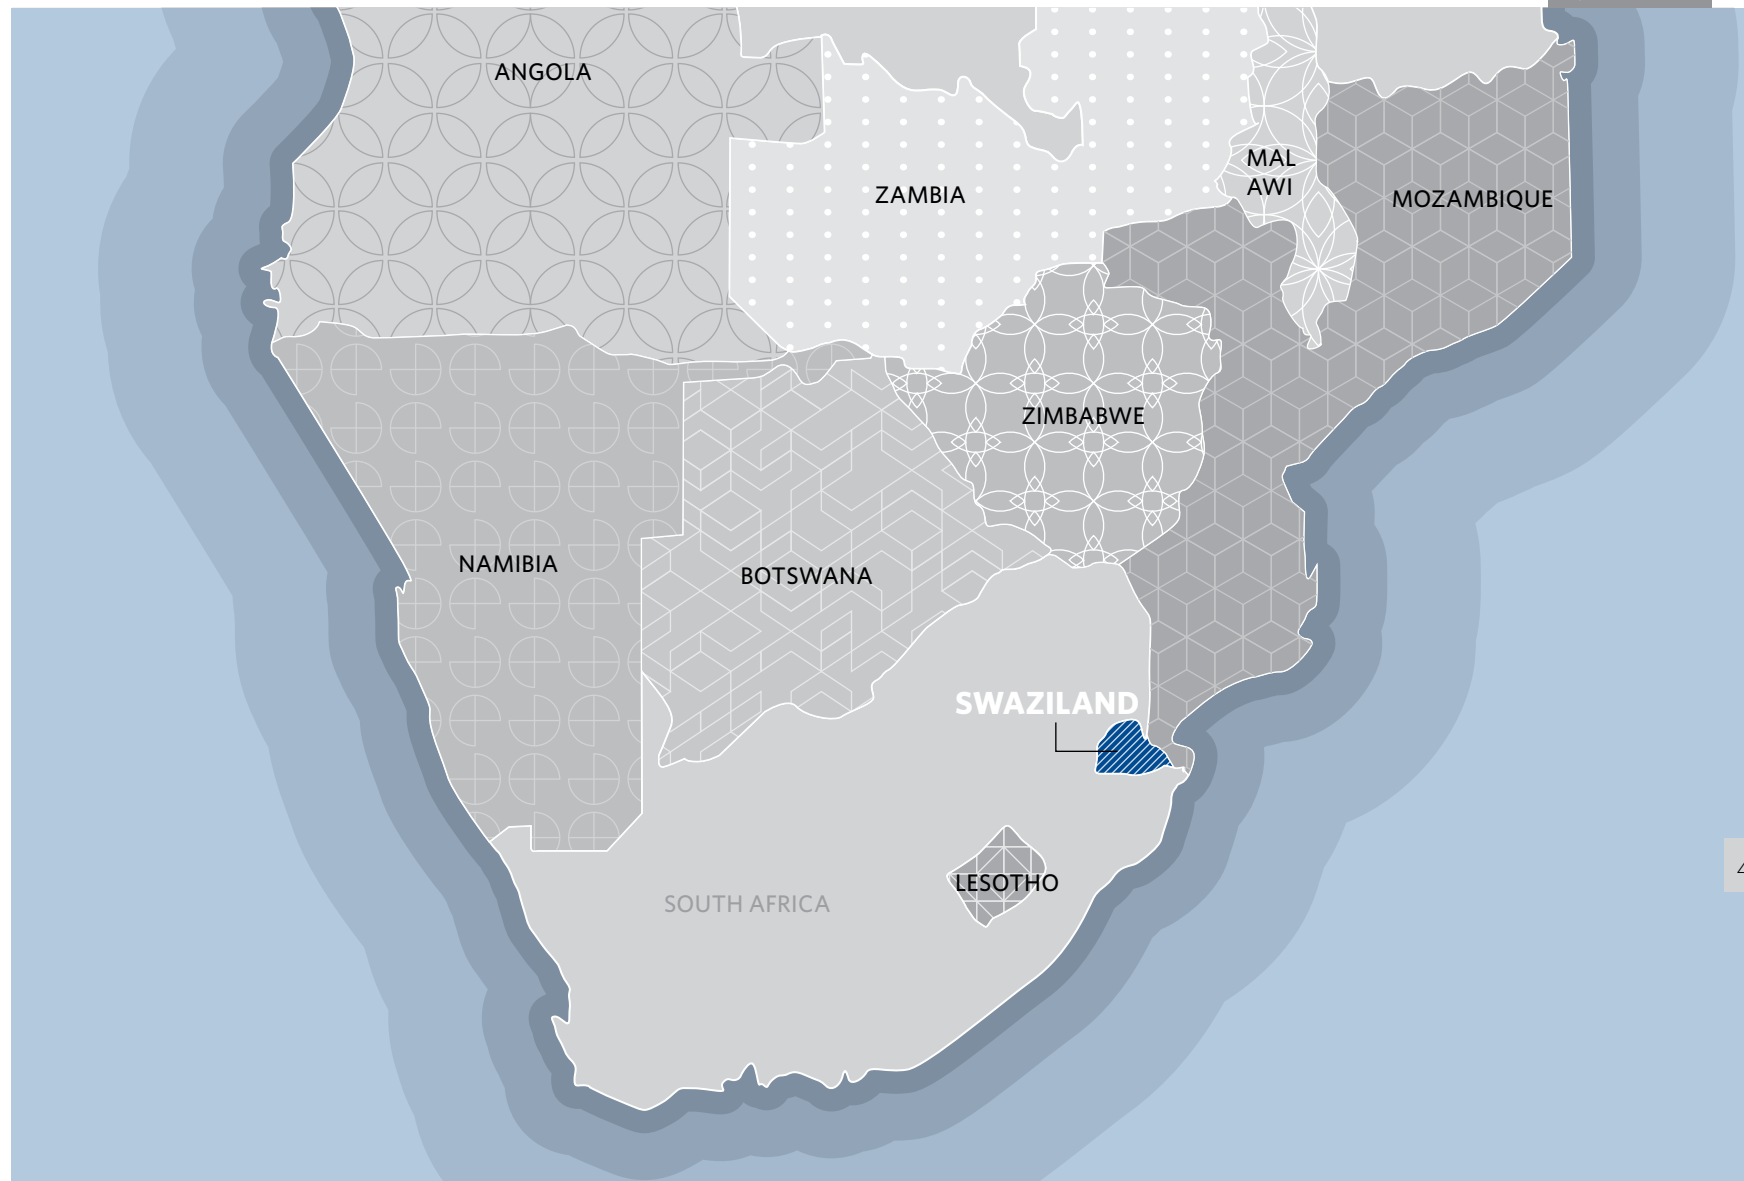 ANGOLA
ZAMBIA
MAL
AWI
MOZAMBIQUE
ZIMBABWE
NAMIBIA
BOTSWANA
SWAZILAND
LESOTHO
SOUTH AFRICA